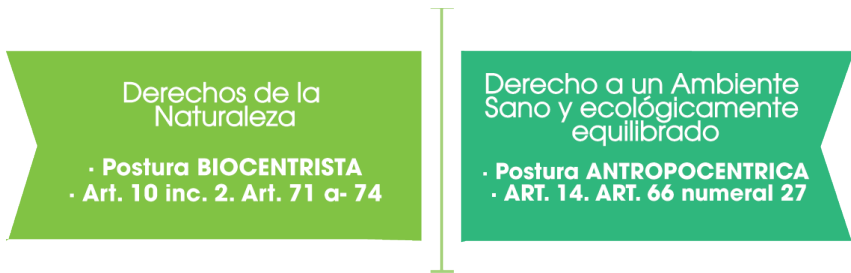 Derechos de la
Naturaleza
· Postura BIOCENTRISTA
· Art. 10 inc. 2. Art. 71 a- 74
Derecho a un Ambiente
Sano y ecológicamente
equilibrado
· Postura ANTROPOCENTRICA
· ART. 14. ART. 66 numeral 27